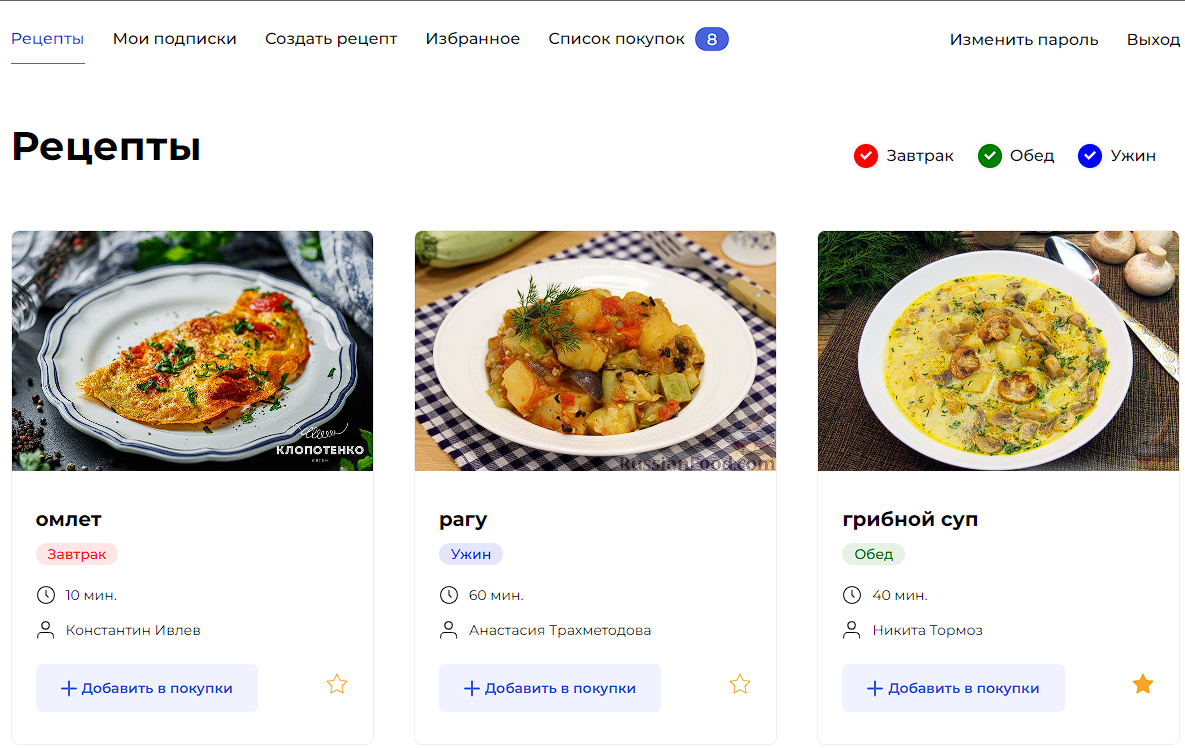 Рецепты Мои подписки Создать рецепт Избранное Список покупок 8 Изменить пароль Выход
Рецепты
Завтрак Обед Ужин
КЛОПОТЕНКО
RussianFood.com
омлет
Завтрак
10 мин.
Константин Ивлев
Добавить в покупки
рагу
Ужин
60 мин.
Анастасия Трахметодова
Добавить в покупки
грибной суп
Обед
40 мин.
Никита Тормоз
Добавить в покупки